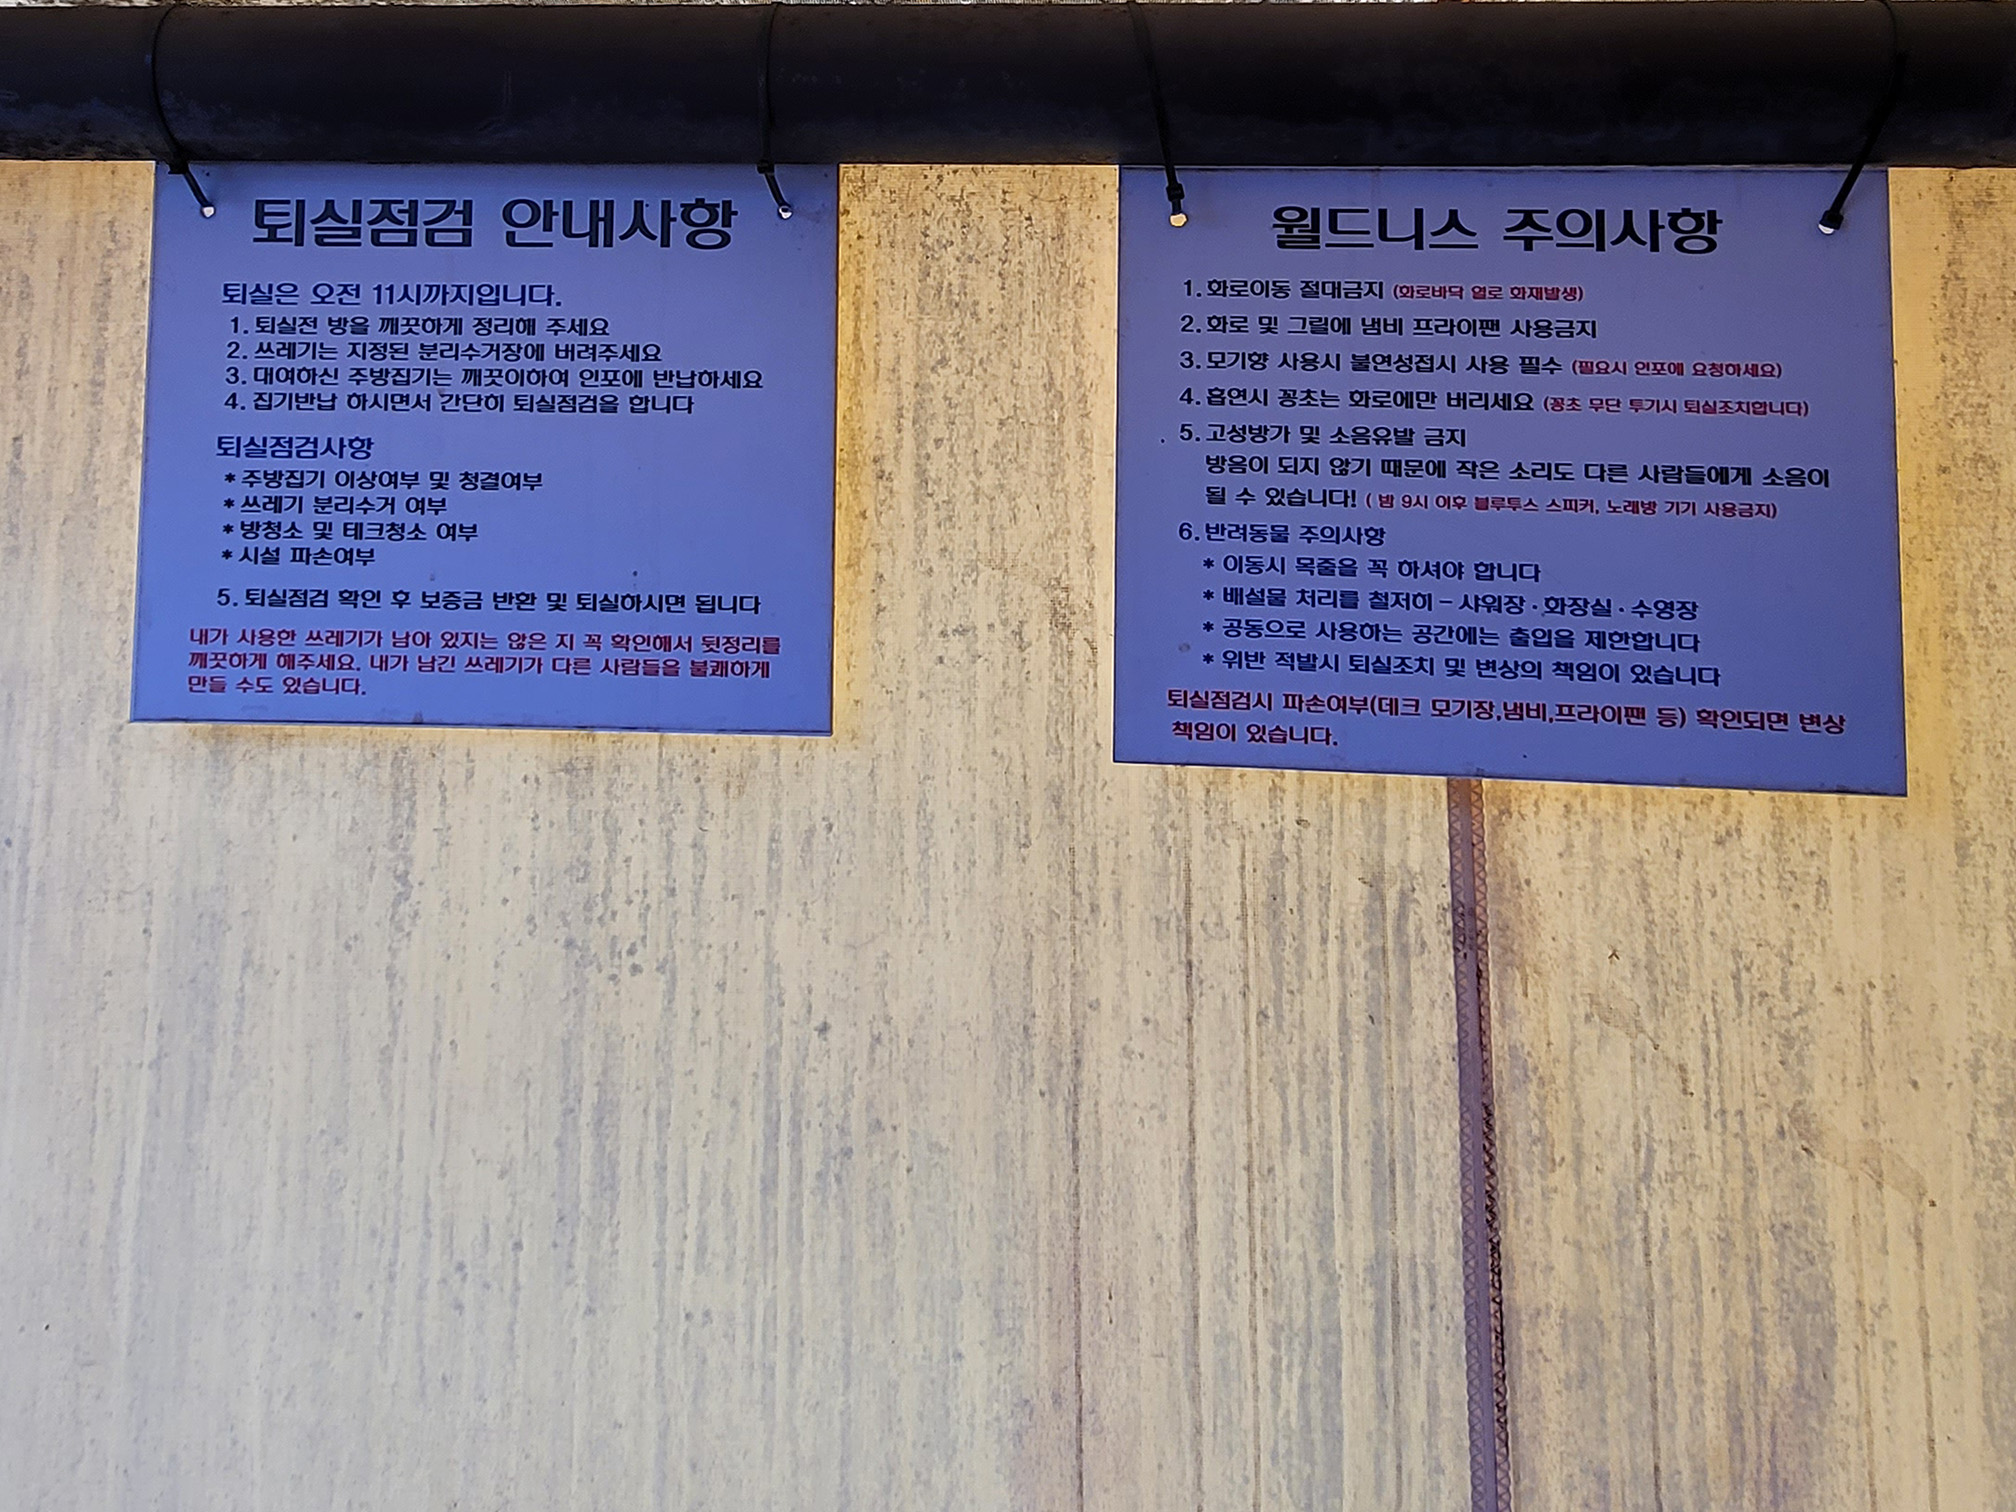 퇴실점검 안내사항
퇴실은 오전 11시까지입니다.
1. 퇴실전 방을 깨끗하게 정리해 주세요
2. 쓰레기는 지정된 분리수거장에 버려주세요
3. 대여하신 주방집기는 깨끗이하여 인포에 반납하세요
4. 집기반납 하시면서 간단히 퇴실점검을 합니다
퇴실점검사항
* 주방집기 이상여부 및 청결여부
* 쓰레기 분리수거 여부
* 방청소 및 테크청소 여부
* 시설 파손여부
5. 퇴실점검 확인 후 보증금 반환 및 퇴실하시면 됩니다
내가 사용한 쓰레기가 남아 있지는 않은 지 꼭 확인해서 뒷정리를
깨끗하게 해주세요. 내가 남긴 쓰레기가 다른 사람들을 불쾌하게
만들 수도 있습니다.
월드니스 주의사항
1. 화로이동 절대금지 (화로바닥 열로 화재발생)
2. 화로 및 그릴에 냄비 프라이팬 사용금지
3. 모기향 사용시 불연성접시 사용 필수 (필요시 인포에 요청하세요)
4. 흡연시 꽁초는 화로에만 버리세요 (꽁초 무단 투기시 퇴실조치합니다)
5. 고성방가 및 소음유발 금지
방음이 되지 않기 때문에 작은 소리도 다른 사람들에게 소음이
될 수 있습니다! ( 밤 9시 이후 블루투스 스피커, 노래방 기기 사용금지)
6. 반려동물 주의사항
* 이동시 목줄을 꼭 하셔야 합니다
* 배설물 처리를 철저히 - 샤워장 · 화장실 · 수영장
* 공동으로 사용하는 공간에는 출입을 제한합니다
* 위반 적발시 퇴실조치 및 변상의 책임이 있습니다
퇴실점검시 파손여부(데크 모기장,냄비,프라이팬 등) 확인되면 변상
책임이 있습니다.